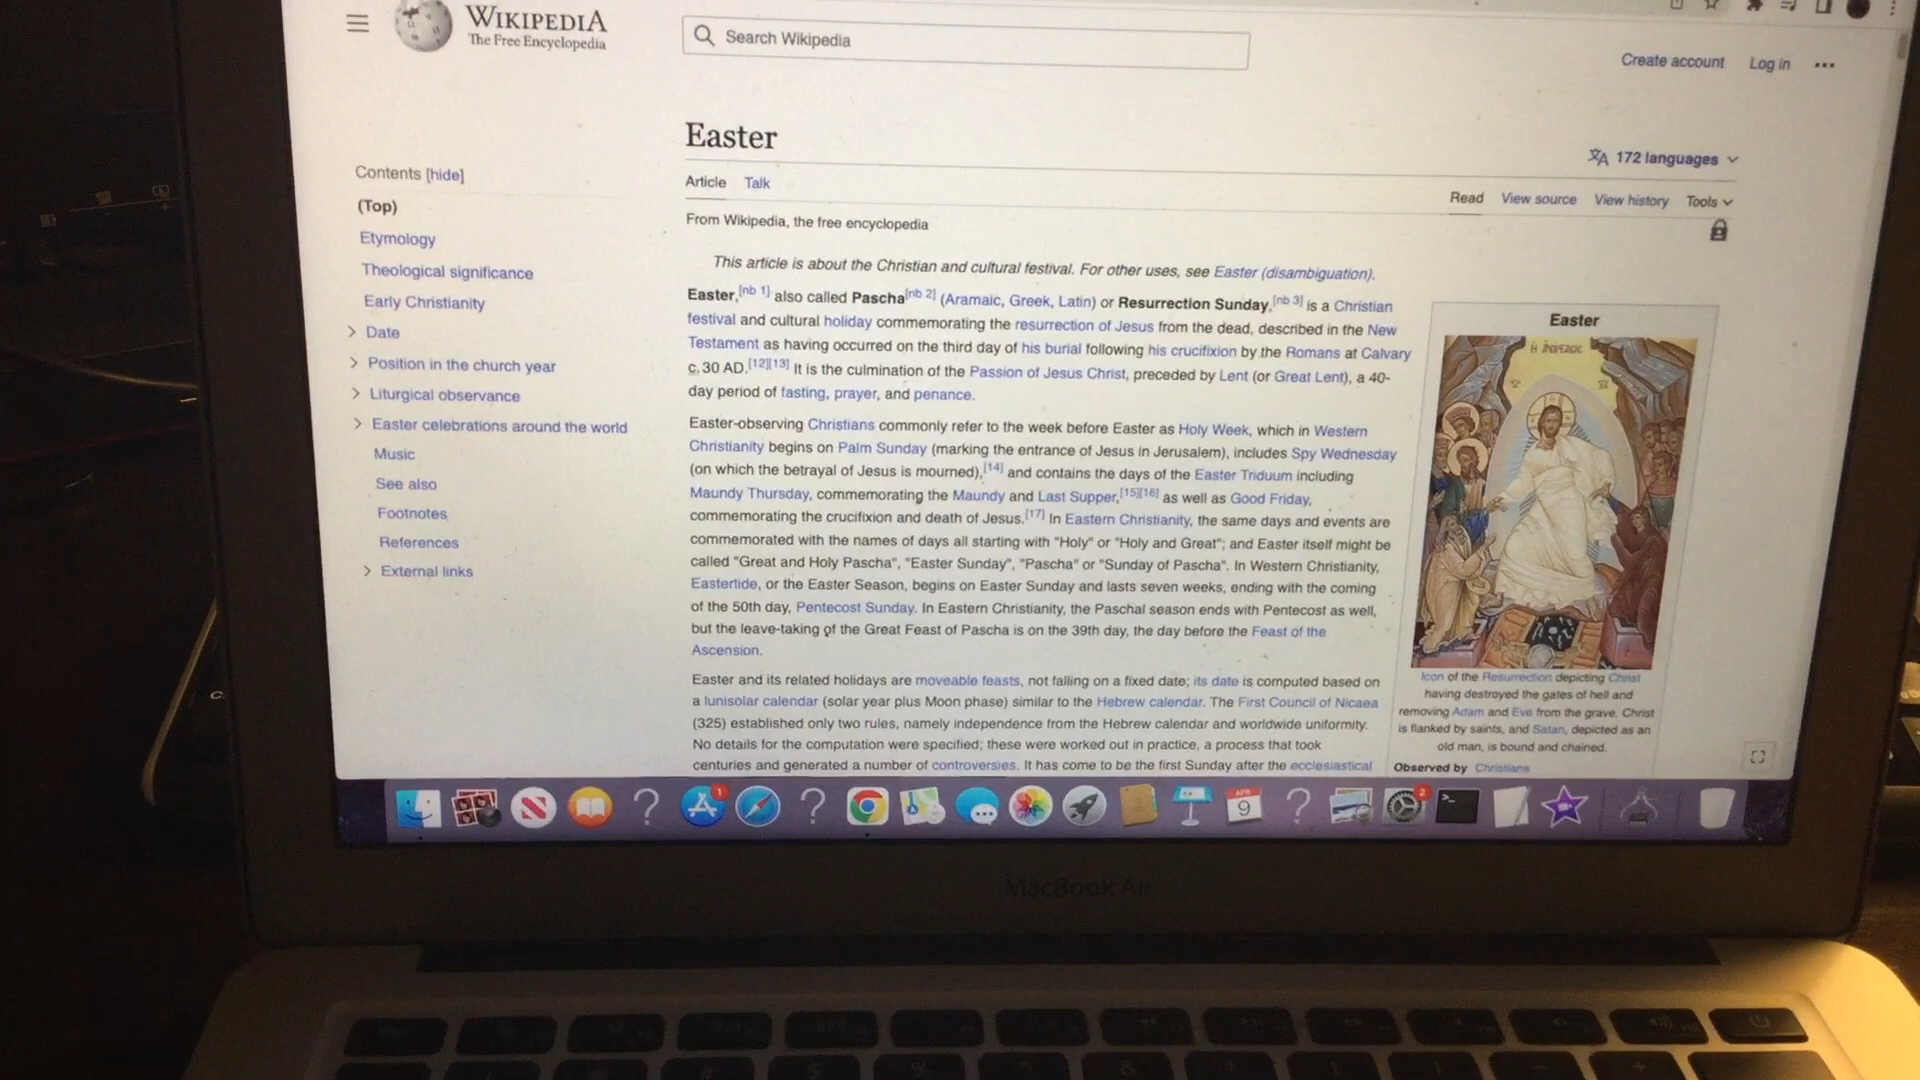 WIKIPEDIA
The Free Encyclopedia
Search Wikipedia
Create account
Log in
Easter
172 languages
Article
Talk
Read
View source
View history
Tools
From Wikipedia, the free encyclopedia
Contents [hide]
(Top)
Etymology
Theological significance
Early Christianity
Date
Position in the church year
Liturgical observance
Easter celebrations around the world
Music
See also
Footnotes
References
External links
This article is about the Christian and cultural festival. For other uses, see Easter (disambiguation).
Easter,[nb 1] also called Pascha[nb 2] (Aramaic, Greek, Latin) or Resurrection Sunday,[nb 3] is a Christian
festival and cultural holiday commemorating the resurrection of Jesus from the dead, described in the New
Testament as having occurred on the third day of his burial following his crucifixion by the Romans at Calvary
c. 30 AD.[12][13] It is the culmination of the Passion of Jesus Christ, preceded by Lent (or Great Lent), a 40-
day period of fasting, prayer, and penance.
Easter-observing Christians commonly refer to the week before Easter as Holy Week, which in Western
Christianity begins on Palm Sunday (marking the entrance of Jesus in Jerusalem), includes Spy Wednesday
(on which the betrayal of Jesus is mourned),[14] and contains the days of the Easter Triduum including
Maundy Thursday, commemorating the Maundy and Last Supper,[15][16] as well as Good Friday,
commemorating the crucifixion and death of Jesus.[17] In Eastern Christianity, the same days and events are
commemorated with the names of days all starting with "Holy" or "Holy and Great"; and Easter itself might be
called "Great and Holy Pascha", "Easter Sunday", "Pascha" or "Sunday of Pascha". In Western Christianity,
Eastertide, or the Easter Season, begins on Easter Sunday and lasts seven weeks, ending with the coming
of the 50th day, Pentecost Sunday. In Eastern Christianity, the Paschal season ends with Pentecost as well,
but the leave-taking of the Great Feast of Pascha is on the 39th day, the day before the Feast of the
Ascension.
Easter and its related holidays are moveable feasts, not falling on a fixed date; its date is computed based on
a lunisolar calendar (solar year plus Moon phase) similar to the Hebrew calendar. The First Council of Nicaea
(325) established only two rules, namely independence from the Hebrew calendar and worldwide uniformity.
No details for the computation were specified; these were worked out in practice, a process that took
centuries and generated a number of controversies. It has come to be the first Sunday after the ecclesiastical
Easter
Icon of the Resurrection depicting Christ
having destroyed the gates of hell and
removing Adam and Eve from the grave. Christ
is flanked by saints, and Satan, depicted as an
old man, is bound and chained.
Observed by Christians
1
APR
9
2
MacBook Air